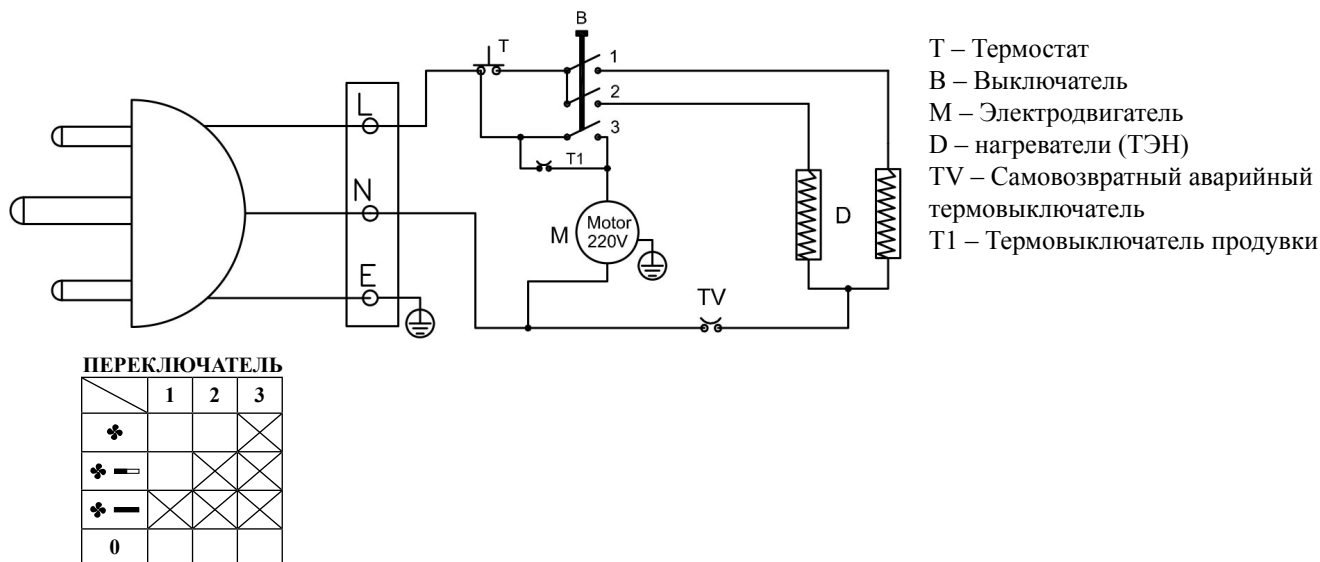 B
T
1
2
3
T1
L
N
E
M
Motor
220V
D
TV
T – Термостат
B – Выключатель
M – Электродвигатель
D – нагреватели (ТЭН)
TV – Самовозвратный аварийный
термовыключатель
T1 – Термовыключатель продувки
ПЕРЕКЛЮЧАТЕЛЬ
1 2 3
0